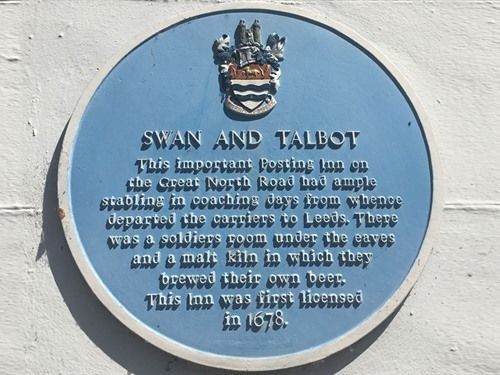 SWAN AND TALBOT
This important Posting Inn on
the Great North Road had ample
stabling in coaching days from whence
departed the carriers to Leeds. There
was a soldiers room under the eaves
and a malt kiln in which they
brewed their own beer.
This Inn was first licensed
in 1678.